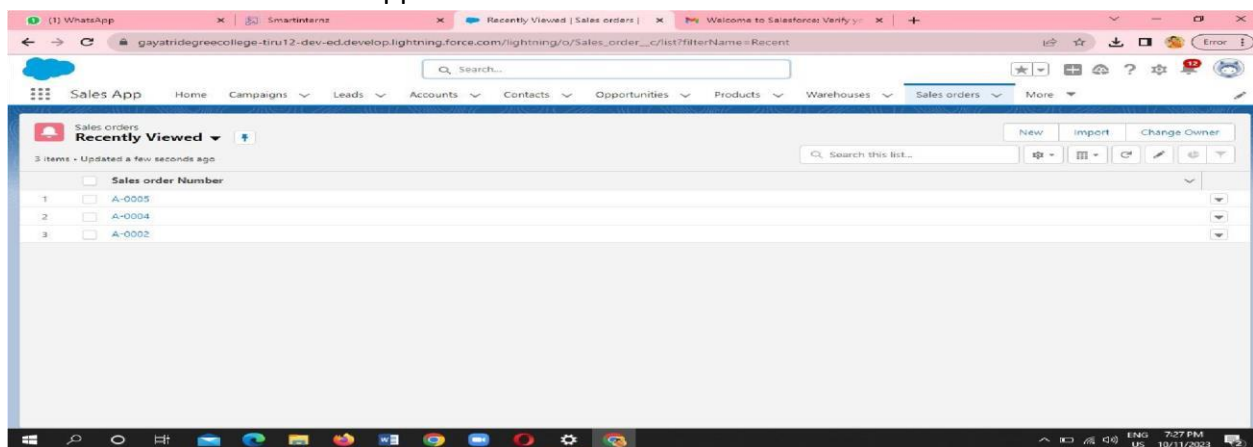 (1) WhatsApp Smartinternz Recently Viewed | Sales orders | Welcome to Salesforce: Verify yo
gayatridegreecollege-tiru12-dev-ed.develop.lightning.force.com/lightning/o/Sales_order__c/list?filterName=Recent Error
Search... 12
Sales App Home Campaigns Leads Accounts Contacts Opportunities Products Warehouses Sales orders More
Sales orders
Recently Viewed New Import Change Owner
3 items • Updated a few seconds ago Search this list...
Sales order Number
1 A-0005
2 A-0004
3 A-0002
ENG 7:27 PM
US 10/11/2023